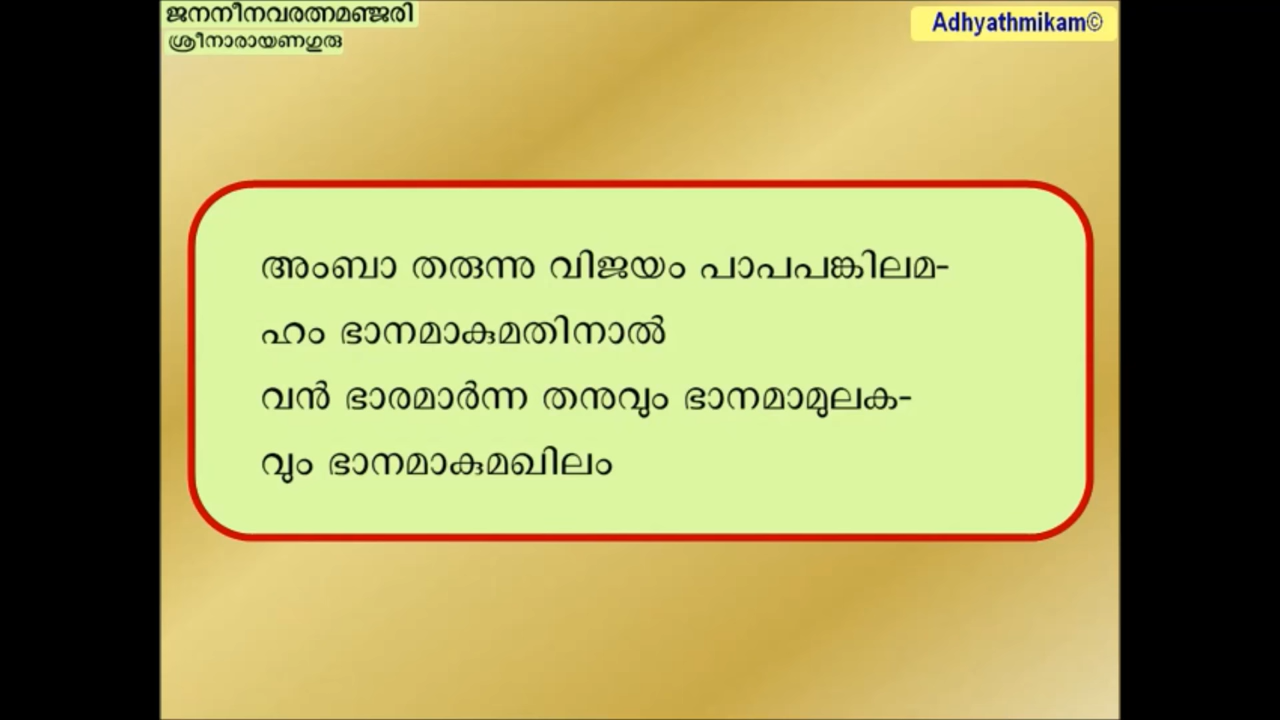 ജനനീനവരത്നമഞ്ജരി
ശ്രീനാരായണഗുരു
Adhyathmikam©
അംബാ തരുന്നു വിജയം പാപപങ്കിലമ-
ഹം ഭാനമാകുമതിനാൽ
വൻ ഭാരമാർന്ന തനുവും ഭാനമാമുലക-
വും ഭാനമാകുമഖിലം